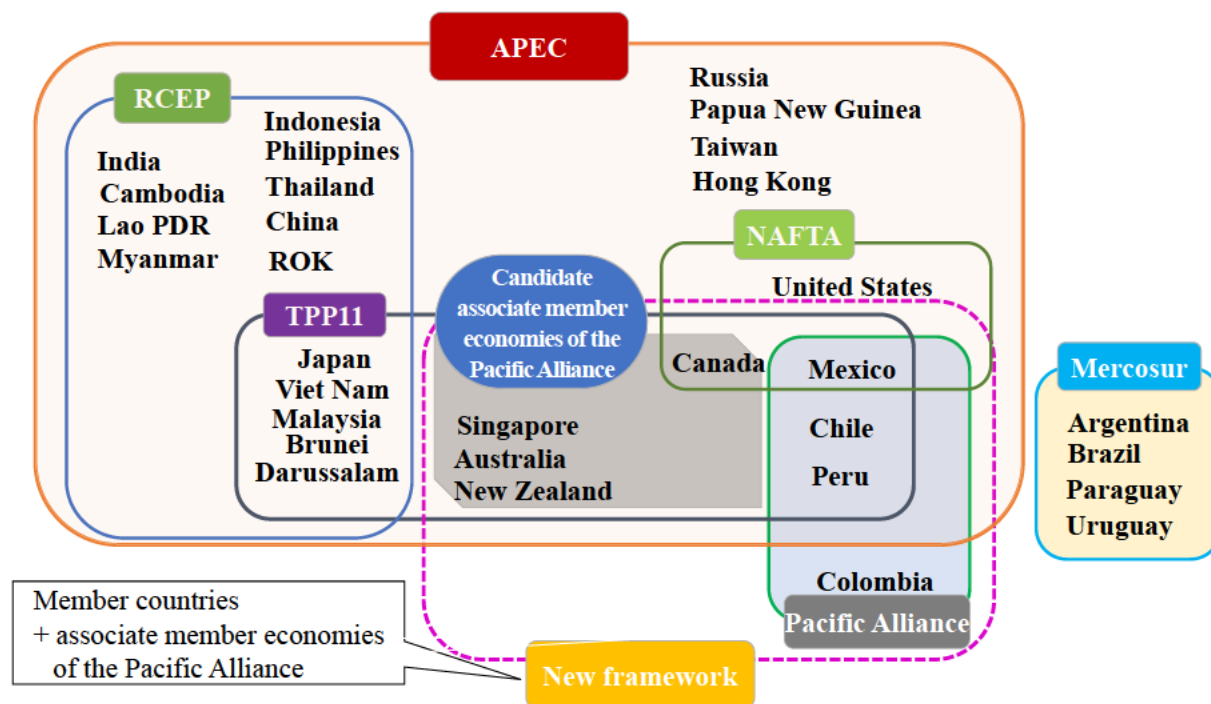 APEC
RCEP
India
Cambodia
Lao PDR
Myanmar
Indonesia
Philippines
Thailand
China
ROK
Russia
Papua New Guinea
Taiwan
Hong Kong
NAFTA
United States
TPP11
Japan
Viet Nam
Malaysia
Brunei
Darussalam
Candidate
associate member
economies of the
Pacific Alliance
Singapore
Australia
New Zealand
Canada
Mexico
Chile
Peru
Colombia
Pacific Alliance
Mercosur
Argentina
Brazil
Paraguay
Uruguay
Member countries
+ associate member economies
of the Pacific Alliance
New framework